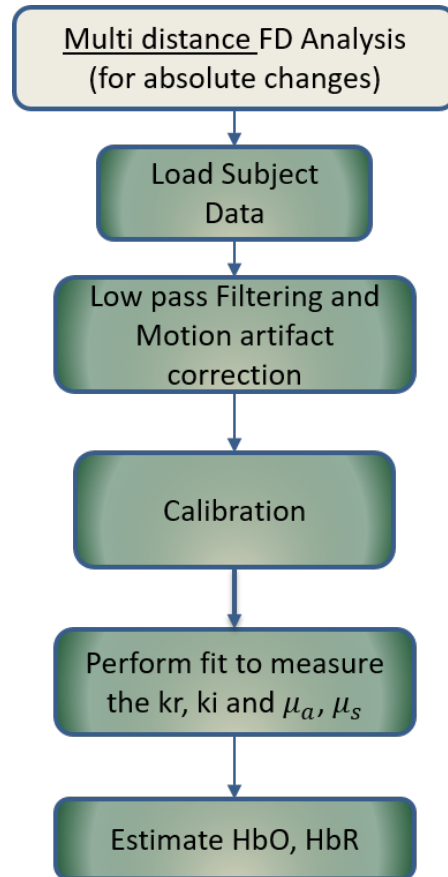 Multi distance FD Analysis
(for absolute changes)
Load Subject
Data
Low pass Filtering and
Motion artifact
correction
Calibration
Perform fit to measure
the kr, ki and μₐ, μₛ
Estimate HbO, HbR